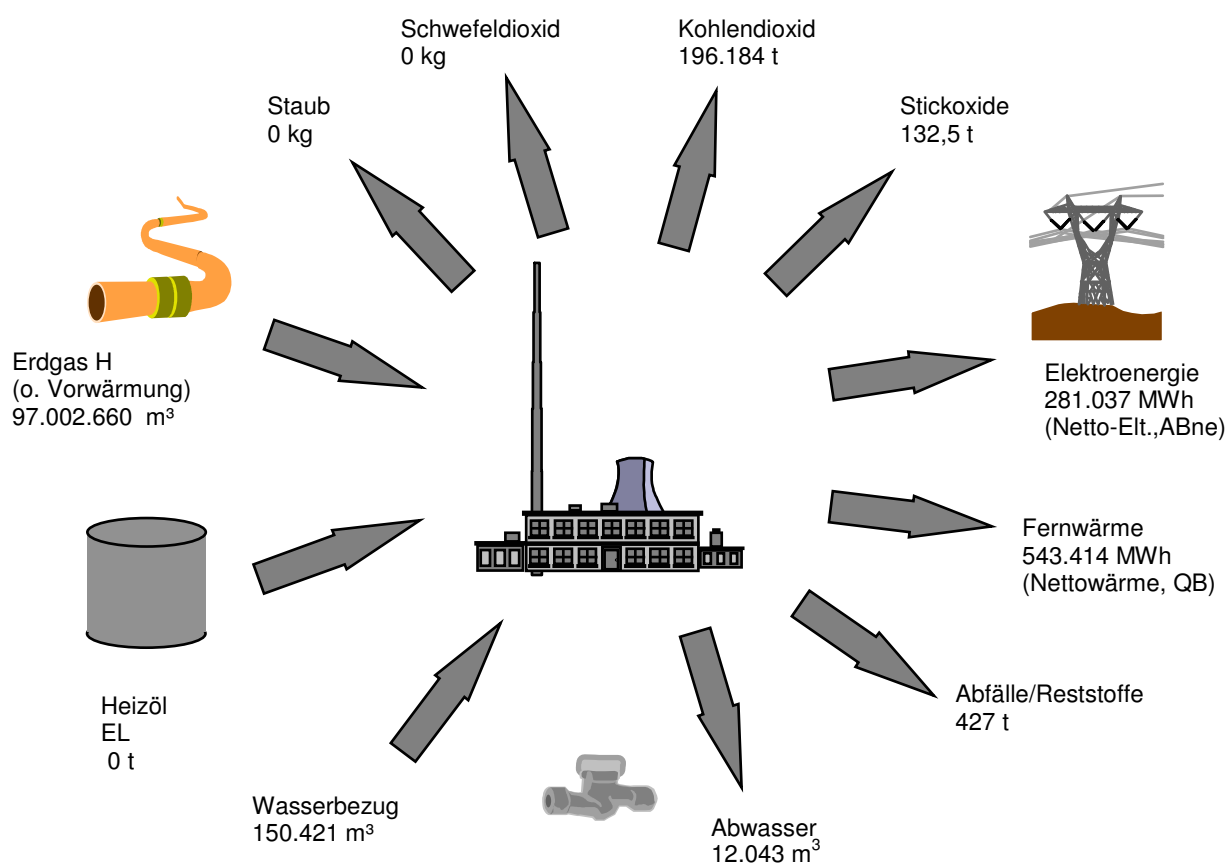 Schwefeldioxid
0 kg
Kohlendioxid
196.184 t
Staub
0 kg
Stickoxide
132,5 t
Erdgas H
(o. Vorwärmung)
97.002.660 m³
Elektroenergie
281.037 MWh
(Netto-Elt.,ABne)
Fernwärme
543.414 MWh
(Nettowärme, QB)
Heizöl
EL
0 t
Abfälle/Reststoffe
427 t
Wasserbezug
150.421 m³
Abwasser
12.043 m³